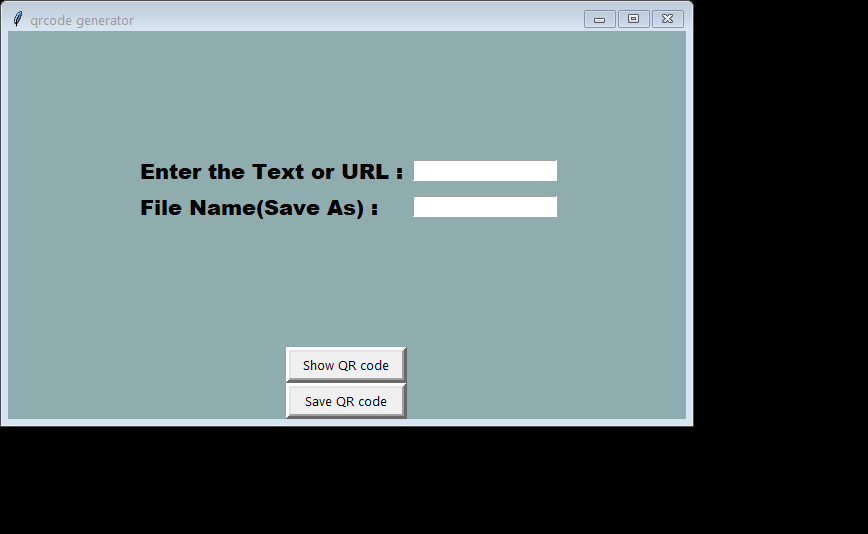 qrcode generator
Enter the Text or URL :
File Name(Save As) :
Show QR code
Save QR code